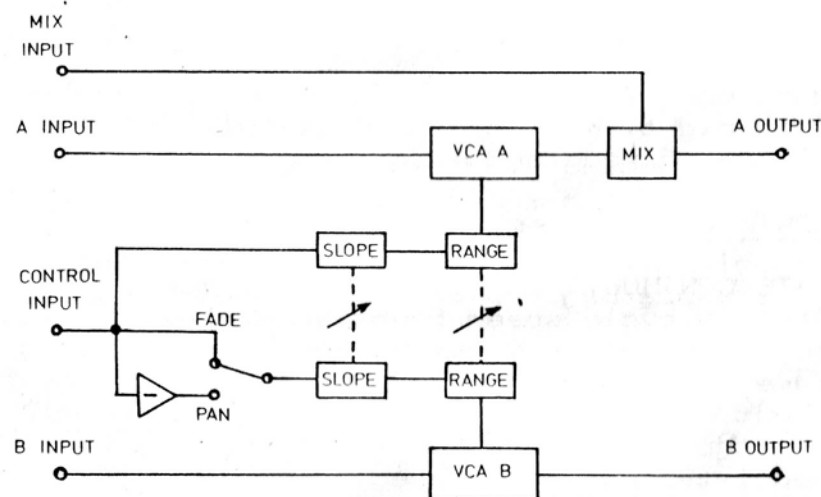 MIX
INPUT
A INPUT
A OUTPUT
VCA A
MIX
SLOPE
RANGE
CONTROL
INPUT
FADE
SLOPE
RANGE
−
PAN
B INPUT
B OUTPUT
VCA B